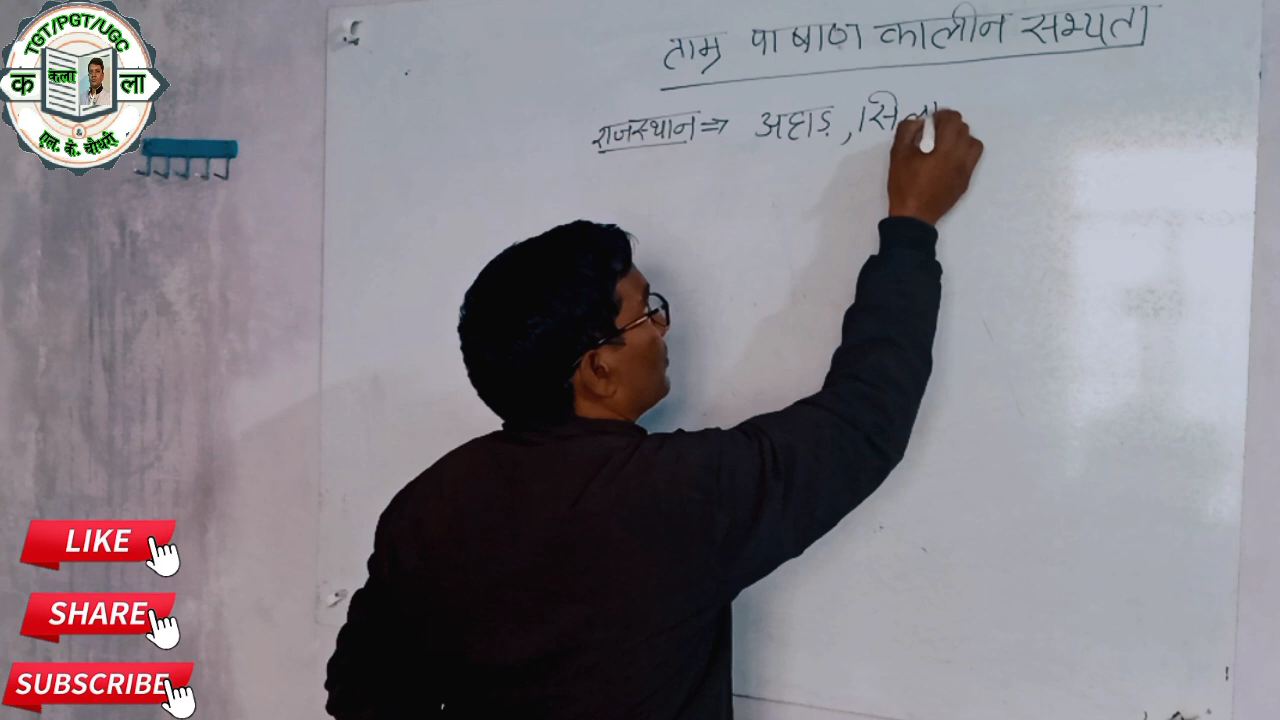 TGT/PGT/UGC
क कला ला
&
एल. के. चौधरी
ताम्र पाषाण कालीन सभ्यता
राजस्थान ⇒ अहाड़, सिल
LIKE
SHARE
SUBSCRIBE